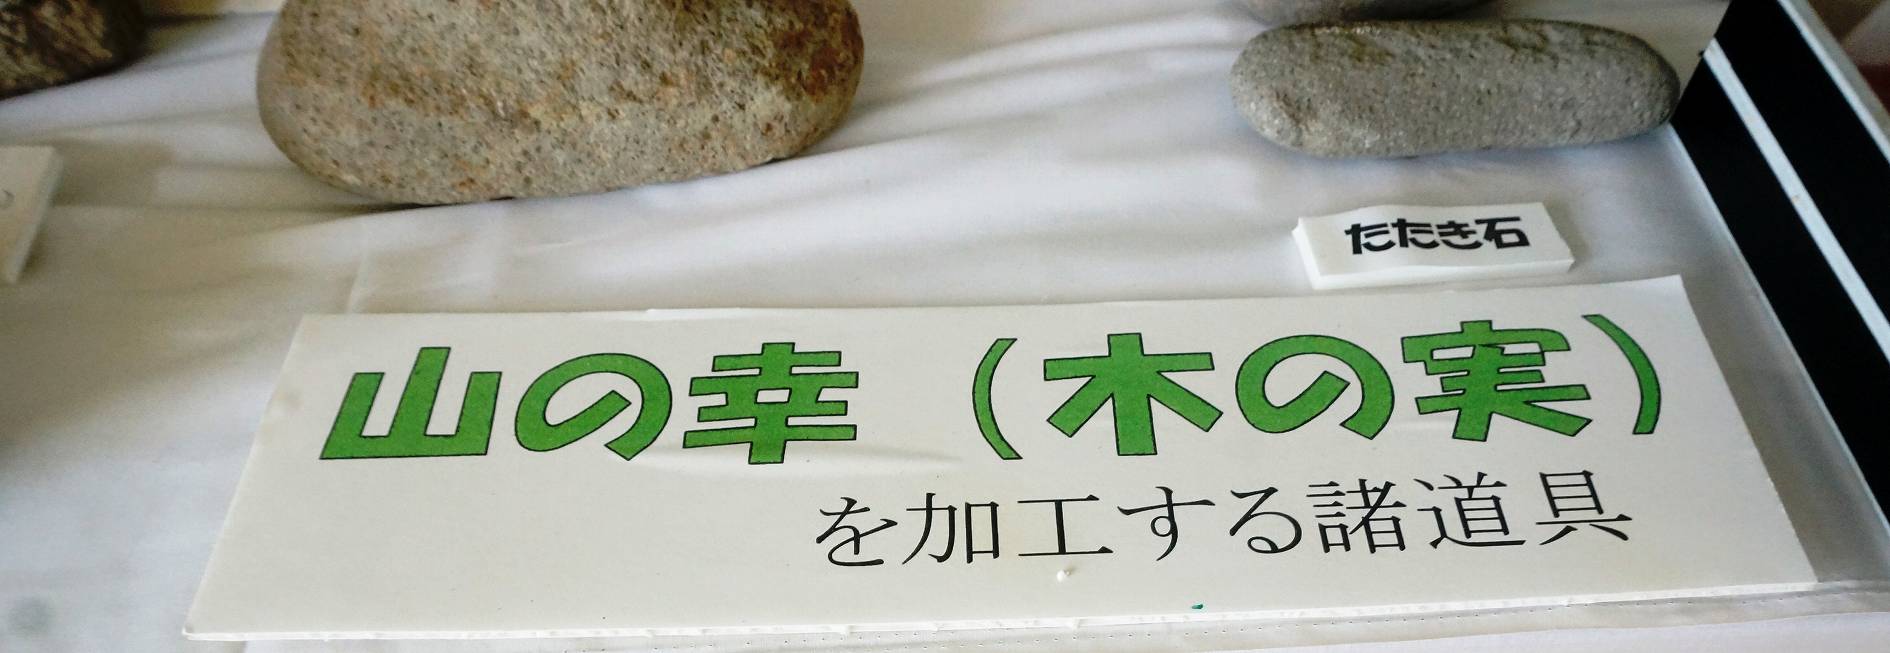 たたき石
山の幸（木の実）
を加工する諸道具